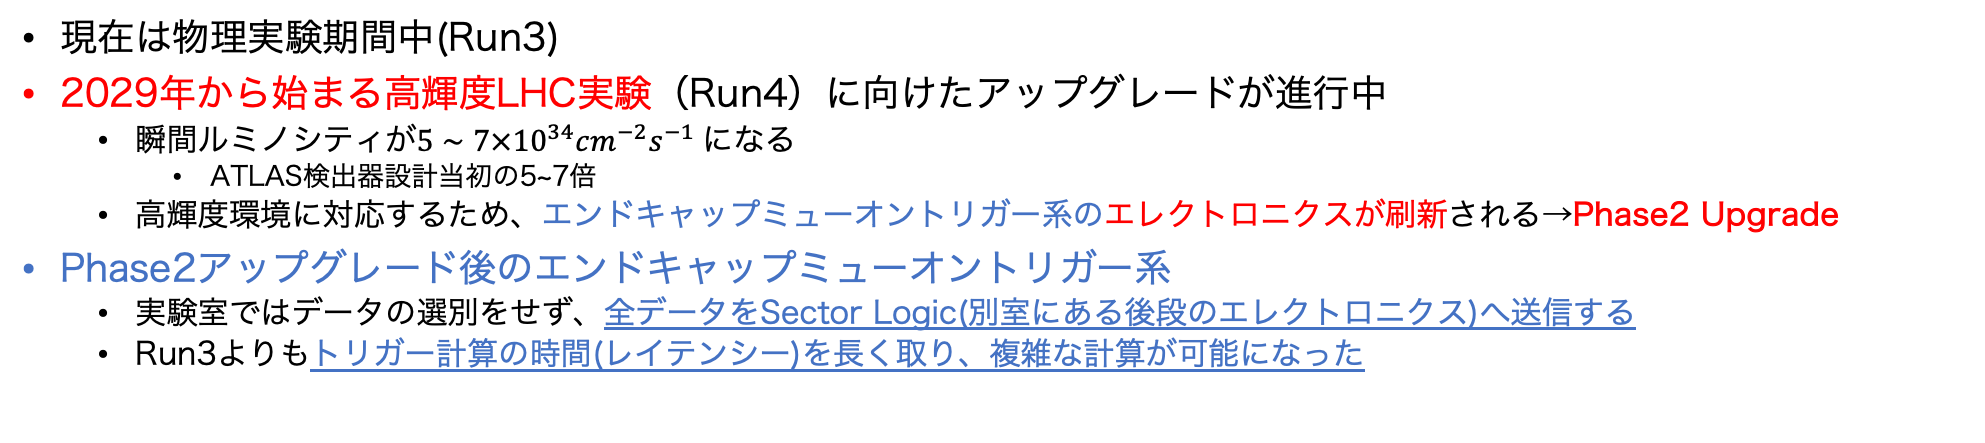 • 現在は物理実験期間中(Run3)
• 2029年から始まる高輝度LHC実験（Run4）に向けたアップグレードが進行中
• 瞬間ルミノシティが5 ~ 7×10³⁴cm⁻²s⁻¹ になる
• ATLAS検出器設計当初の5~7倍
• 高輝度環境に対応するため、エンドキャップミューオントリガー系のエレクトロニクスが刷新される→Phase2 Upgrade
• Phase2アップグレード後のエンドキャップミューオントリガー系
• 実験室ではデータの選別をせず、全データをSector Logic(別室にある後段のエレクトロニクス)へ送信する
• Run3よりもトリガー計算の時間(レイテンシー)を長く取り、複雑な計算が可能になった